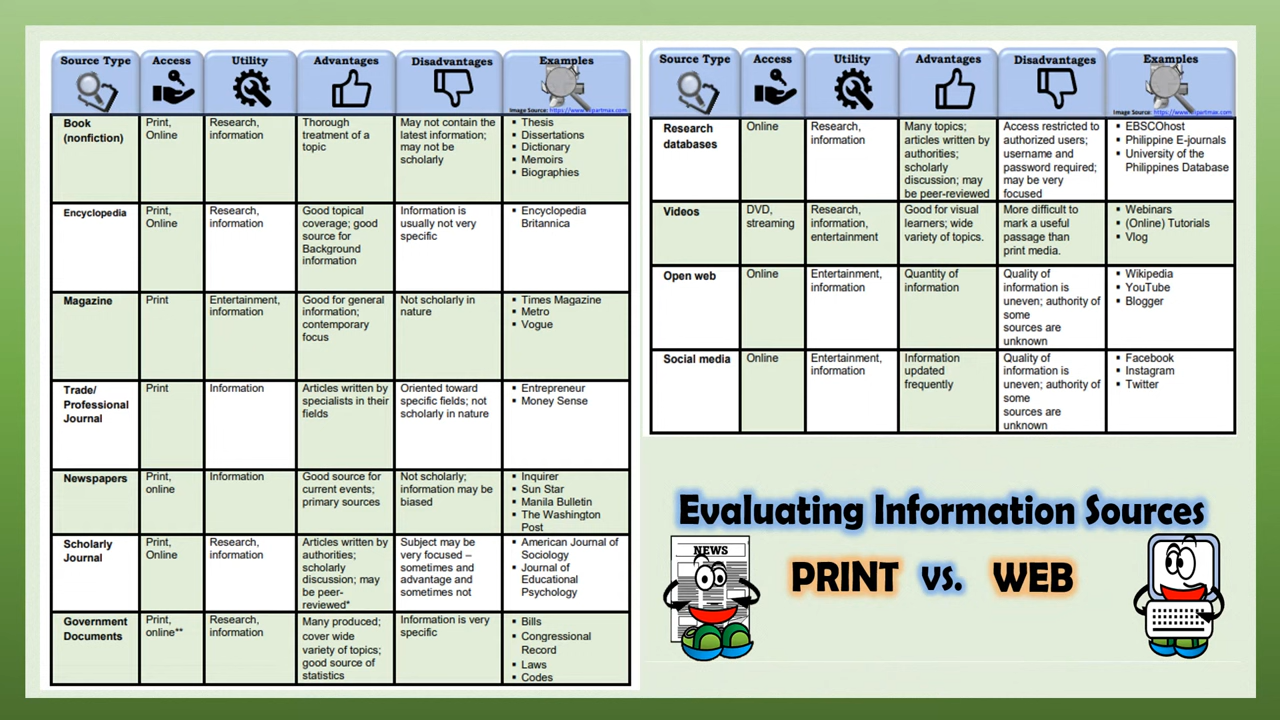 Source Type Access Utility Advantages Disadvantages Examples
Image Source: https://www.clipartmax.com
Book
(nonfiction)
Print,
Online
Research,
information
Thorough
treatment of a
topic
May not contain the
latest information;
may not be
scholarly
▪ Thesis
▪ Dissertations
▪ Dictionary
▪ Memoirs
▪ Biographies
Encyclopedia
Print,
Online
Research,
information
Good topical
coverage; good
source for
Background
information
Information is
usually not very
specific
▪ Encyclopedia
Britannica
Magazine
Print
Entertainment,
information
Good for general
information;
contemporary
focus
Not scholarly in
nature
▪ Times Magazine
▪ Metro
▪ Vogue
Trade/
Professional
Journal
Print
Information
Articles written by
specialists in their
fields
Oriented toward
specific fields; not
scholarly in nature
▪ Entrepreneur
▪ Money Sense
Newspapers
Print,
online
Information
Good source for
current events;
primary sources
Not scholarly;
information may be
biased
▪ Inquirer
▪ Sun Star
▪ Manila Bulletin
▪ The Washington
Post
Scholarly
Journal
Print,
Online
Research,
information
Articles written by
authorities;
scholarly
discussion; may
be peer-
reviewed*
Subject may be
very focused –
sometimes and
advantage and
sometimes not
▪ American Journal of
Sociology
▪ Journal of
Educational
Psychology
Government
Documents
Print,
online**
Research,
information
Many produced;
cover wide
variety of topics;
good source of
statistics
Information is very
specific
▪ Bills
▪ Congressional
Record
▪ Laws
▪ Codes
Source Type Access Utility Advantages Disadvantages Examples
Image Source: https://www.clipartmax.com
Research
databases
Online
Research,
information
Many topics;
articles written by
authorities;
scholarly
discussion; may
be peer-reviewed
Access restricted to
authorized users;
username and
password required;
may be very
focused
▪ EBSCOhost
▪ Philippine E-journals
▪ University of the
Philippines Database
Videos
DVD,
streaming
Research,
information,
entertainment
Good for visual
learners; wide
variety of topics.
More difficult to
mark a useful
passage than
print media.
▪ Webinars
▪ (Online) Tutorials
▪ Vlog
Open web
Online
Entertainment,
information
Quantity of
information
Quality of
information is
uneven; authority of
some
sources are
unknown
▪ Wikipedia
▪ YouTube
▪ Blogger
Social media
Online
Entertainment,
information
Information
updated
frequently
Quality of
information is
uneven; authority of
some
sources are
unknown
▪ Facebook
▪ Instagram
▪ Twitter
Evaluating Information Sources
PRINT vs. WEB
NEWS